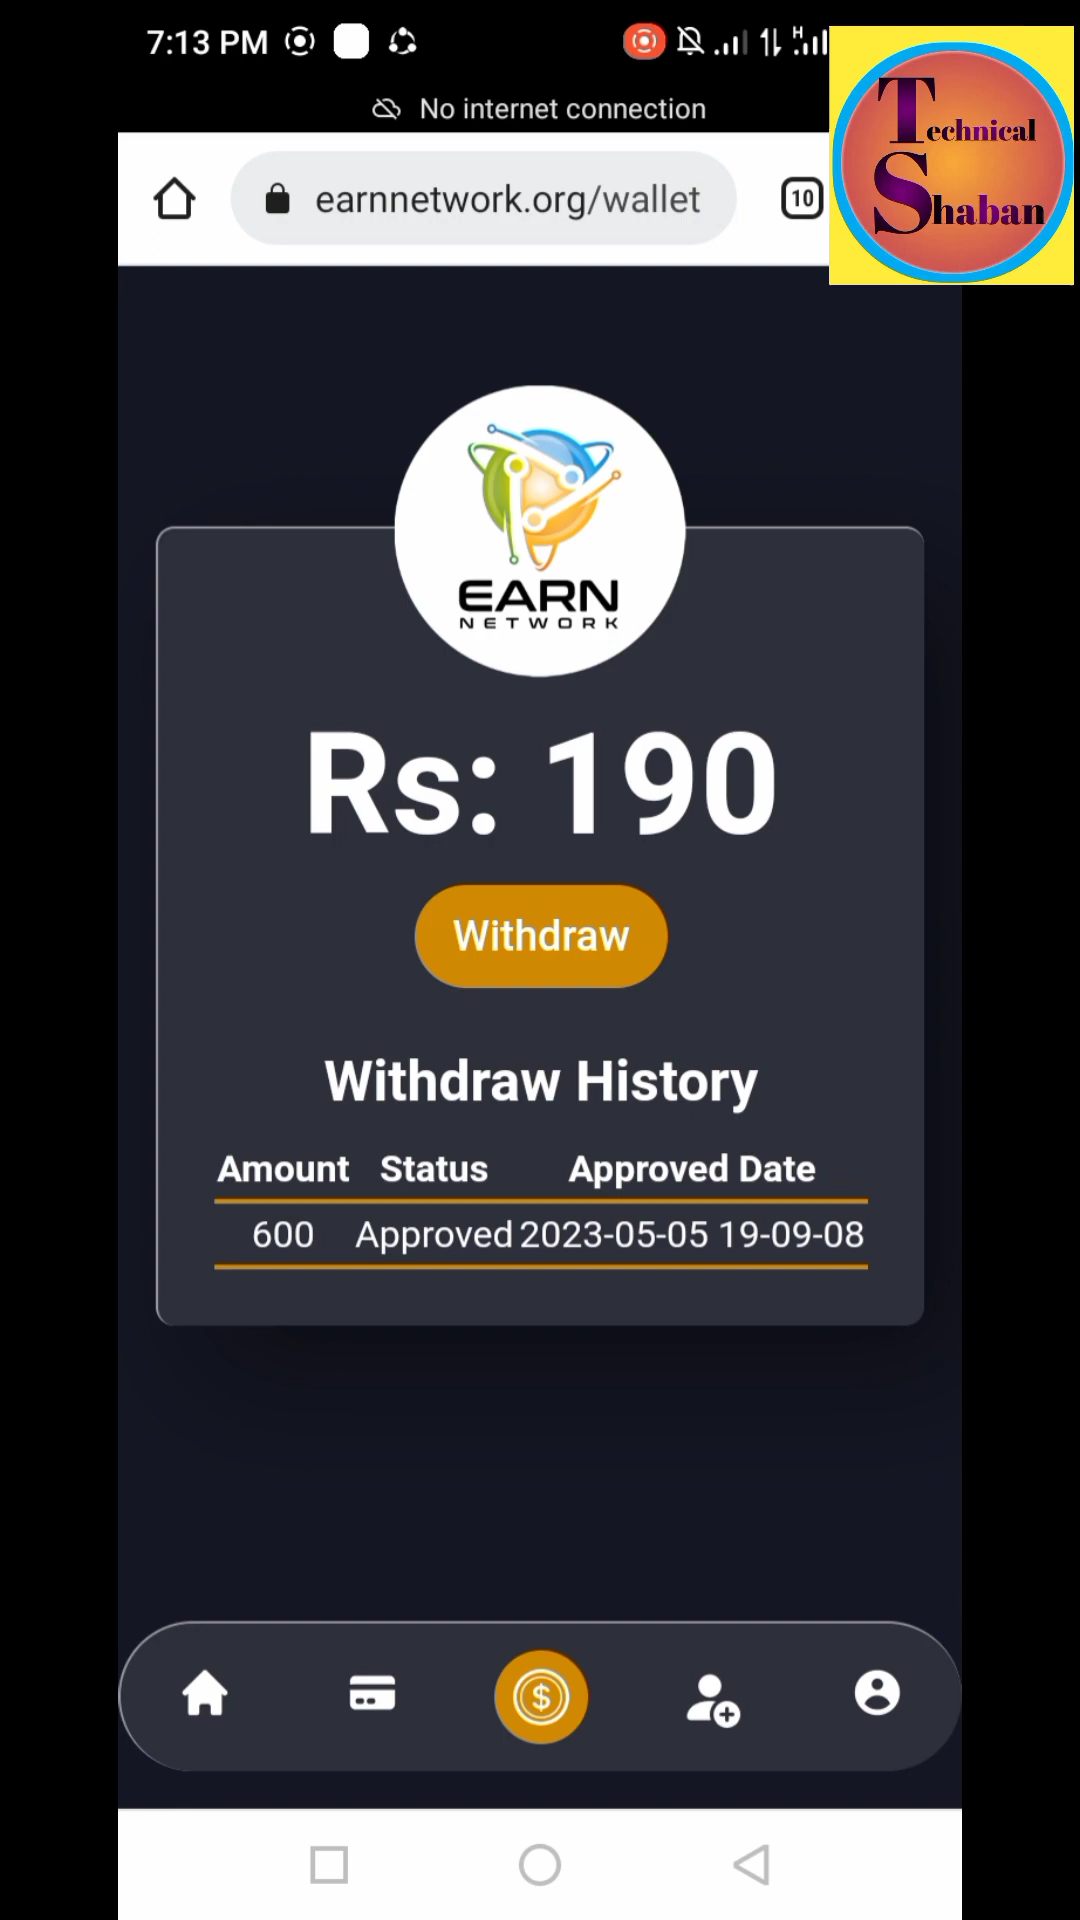 7:13 PM
H
No internet connection
earnnetwork.org/wallet
10
Technical
Shaban
EARN
NETWORK
Rs: 190
Withdraw
Withdraw History
Amount Status Approved Date
600 Approved 2023-05-05 19-09-08
$